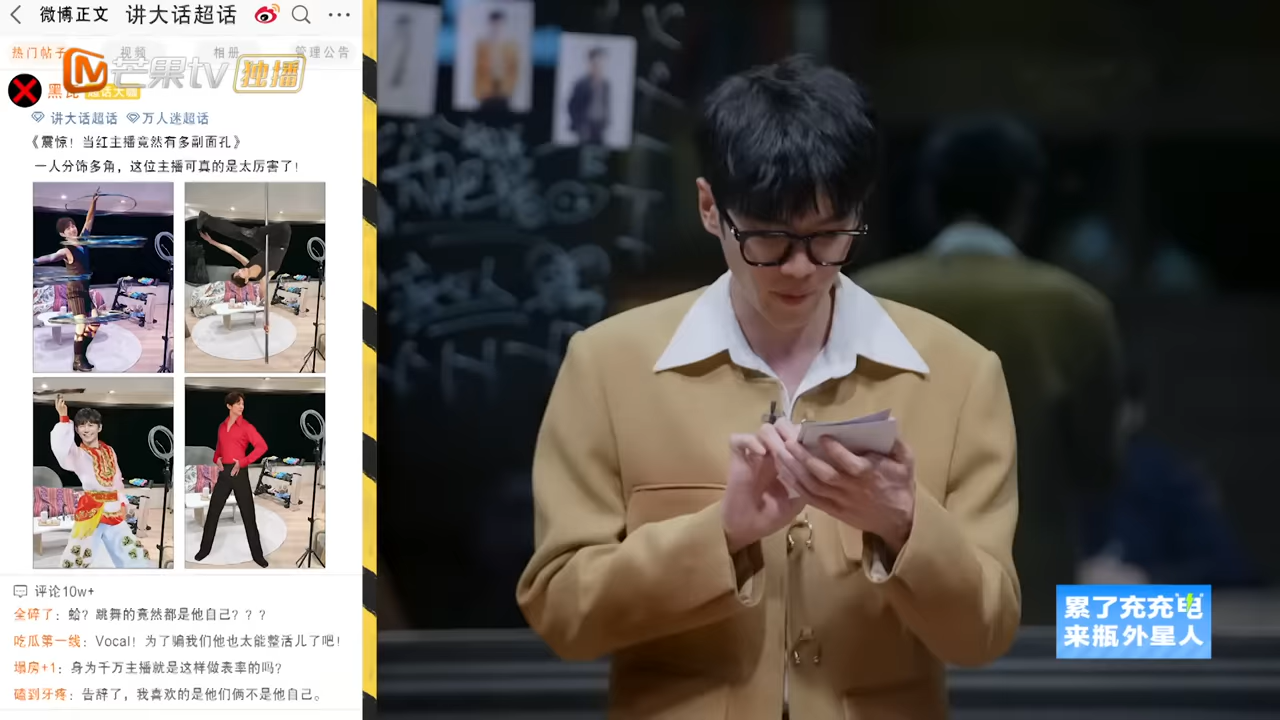 微博正文 讲大话超话
热门帖子 视频 相册 管理公告
芒果tv 独播
讲大话超话 万人迷超话
《震惊！当红主播竟然有多副面孔》
一人分饰多角，这位主播可真的是太厉害了！
评论10w+
全碎了：蛤？跳舞的竟然都是他自己？？？
吃瓜第一线：Vocal！为了骗我们他也太能整活儿了吧！
塌房+1：身为千万主播就是这样做表率的吗？
磕到牙疼：告辞了，我喜欢的是他们俩不是他自己。
累了充充电
来瓶外星人